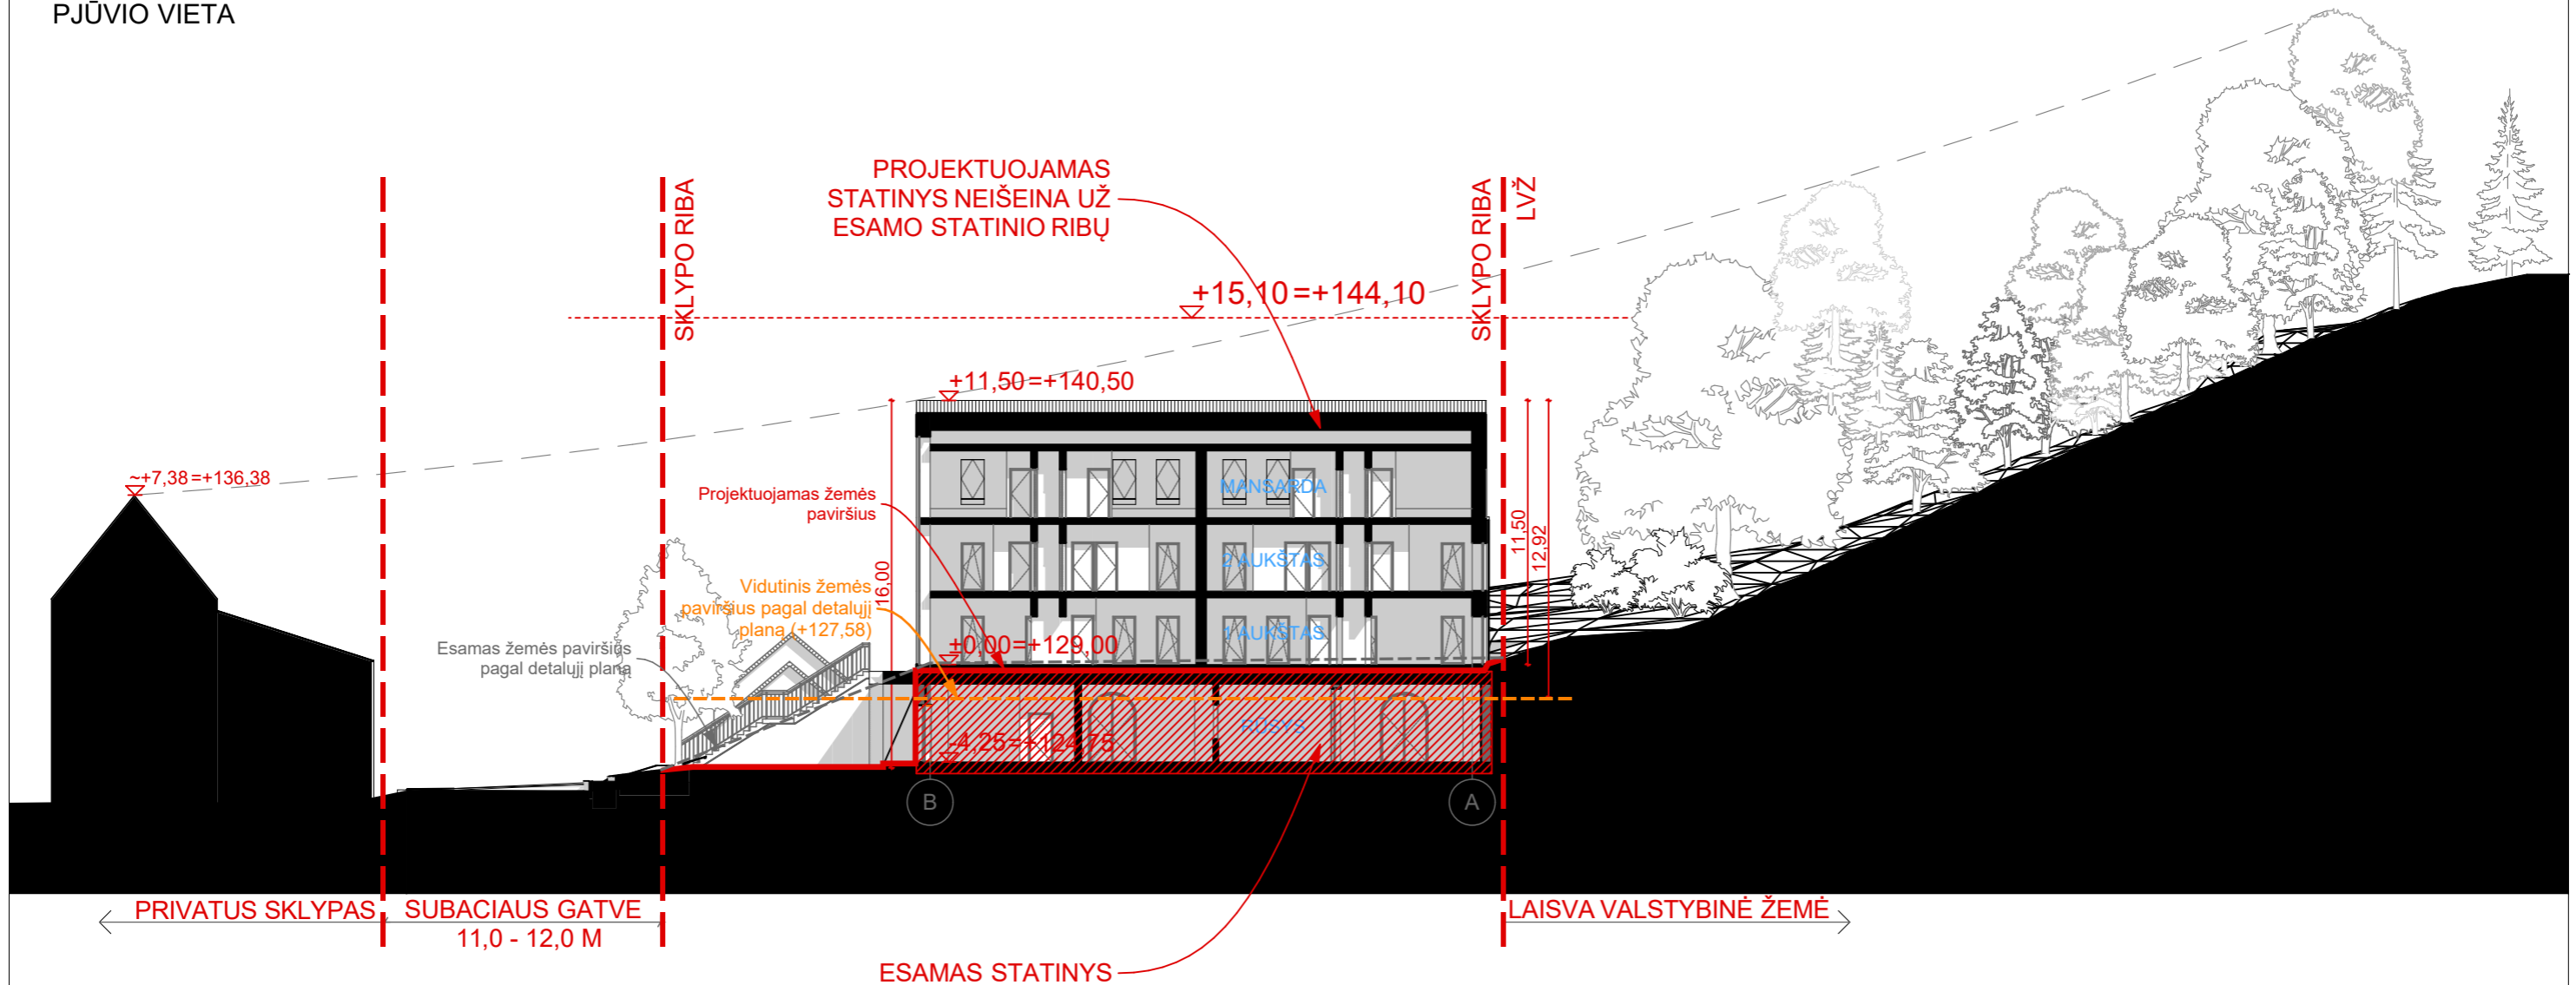 PJŪVIO VIETA
PROJEKTUOJAMAS
STATINYS NEIŠEINA UŽ
ESAMO STATINIO RIBŲ
SKLYPO RIBA
SKLYPO RIBA
LVŽ
+15,10=+144,10
+11,50=+140,50
~+7,38=+136,38
Projektuojamas žemės
paviršius
MANSARDA
16,00
11,50
12,92
2 AUKŠTAS
Vidutinis žemės
paviršius pagal detalųjį
plana (+127,58)
Esamas žemės paviršius
pagal detalųjį planą
1 AUKŠTAS
±0,00=+129,00
RŪSYS
-4,25=+124,75
B
A
PRIVATUS SKLYPAS
SUBACIAUS GATVE
11,0 - 12,0 M
LAISVA VALSTYBINĖ ŽEMĖ
ESAMAS STATINYS